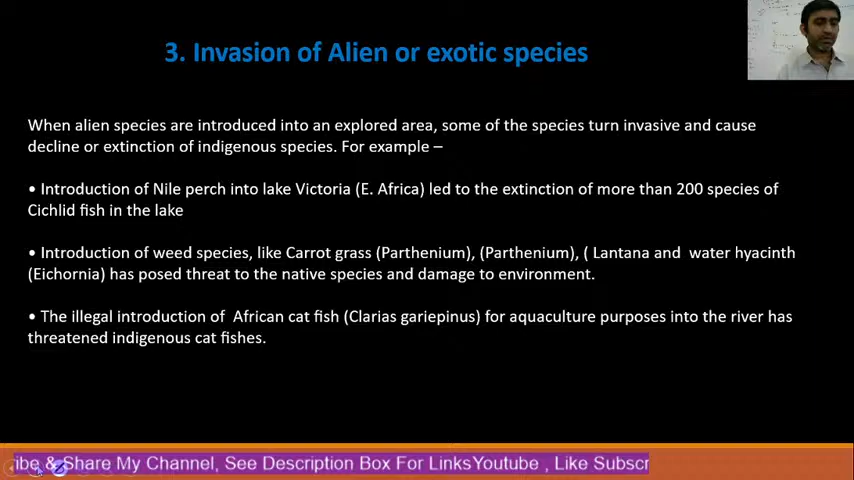 3. Invasion of Alien or exotic species
When alien species are introduced into an explored area, some of the species turn invasive and cause
decline or extinction of indigenous species. For example –
• Introduction of Nile perch into lake Victoria (E. Africa) led to the extinction of more than 200 species of
Cichlid fish in the lake
• Introduction of weed species, like Carrot grass (Parthenium), (Parthenium), ( Lantana and water hyacinth
(Eichornia) has posed threat to the native species and damage to environment.
• The illegal introduction of African cat fish (Clarias gariepinus) for aquaculture purposes into the river has
threatened indigenous cat fishes.
ibe & Share My Channel, See Description Box For LinksYoutube , Like Subscr